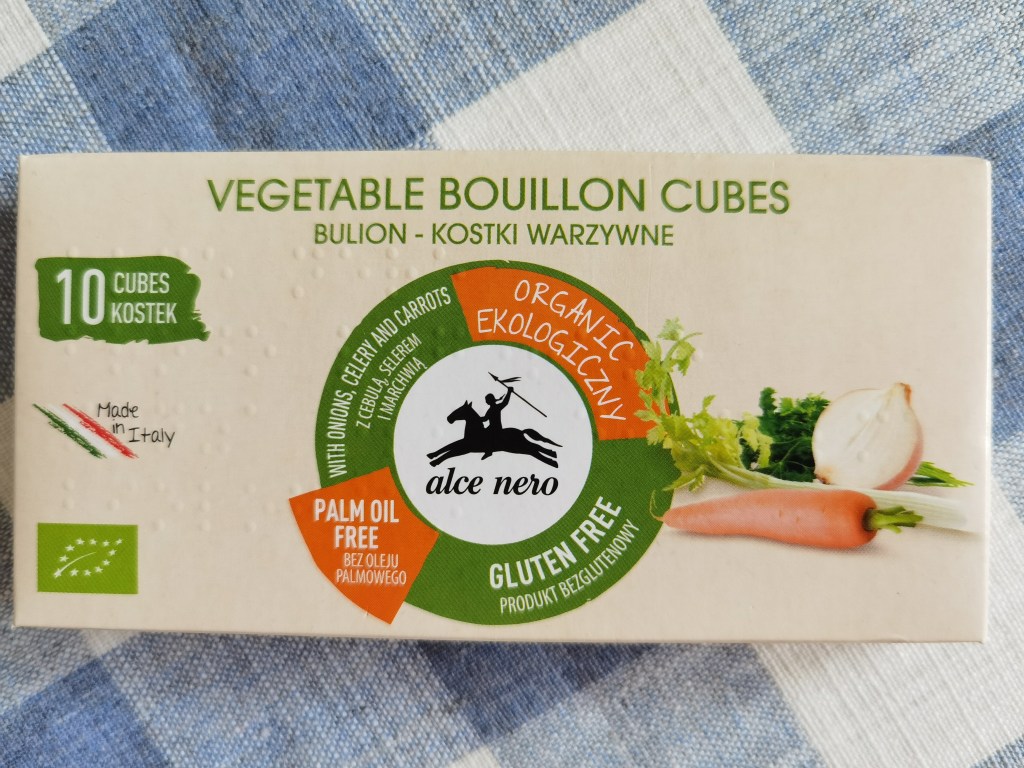 VEGETABLE BOUILLON CUBES
BULION - KOSTKI WARZYWNE
10 CUBES
KOSTEK
WITH ONIONS, CELERY AND CARROTS
Z CEBULĄ, SELEREM
I MARCHWIĄ
ORGANIC
EKOLOGICZNY
Made
in
Italy
alce nero
PALM OIL
FREE
BEZ OLEJU
PALMOWEGO
GLUTEN FREE
PRODUKT BEZGLUTENOWY